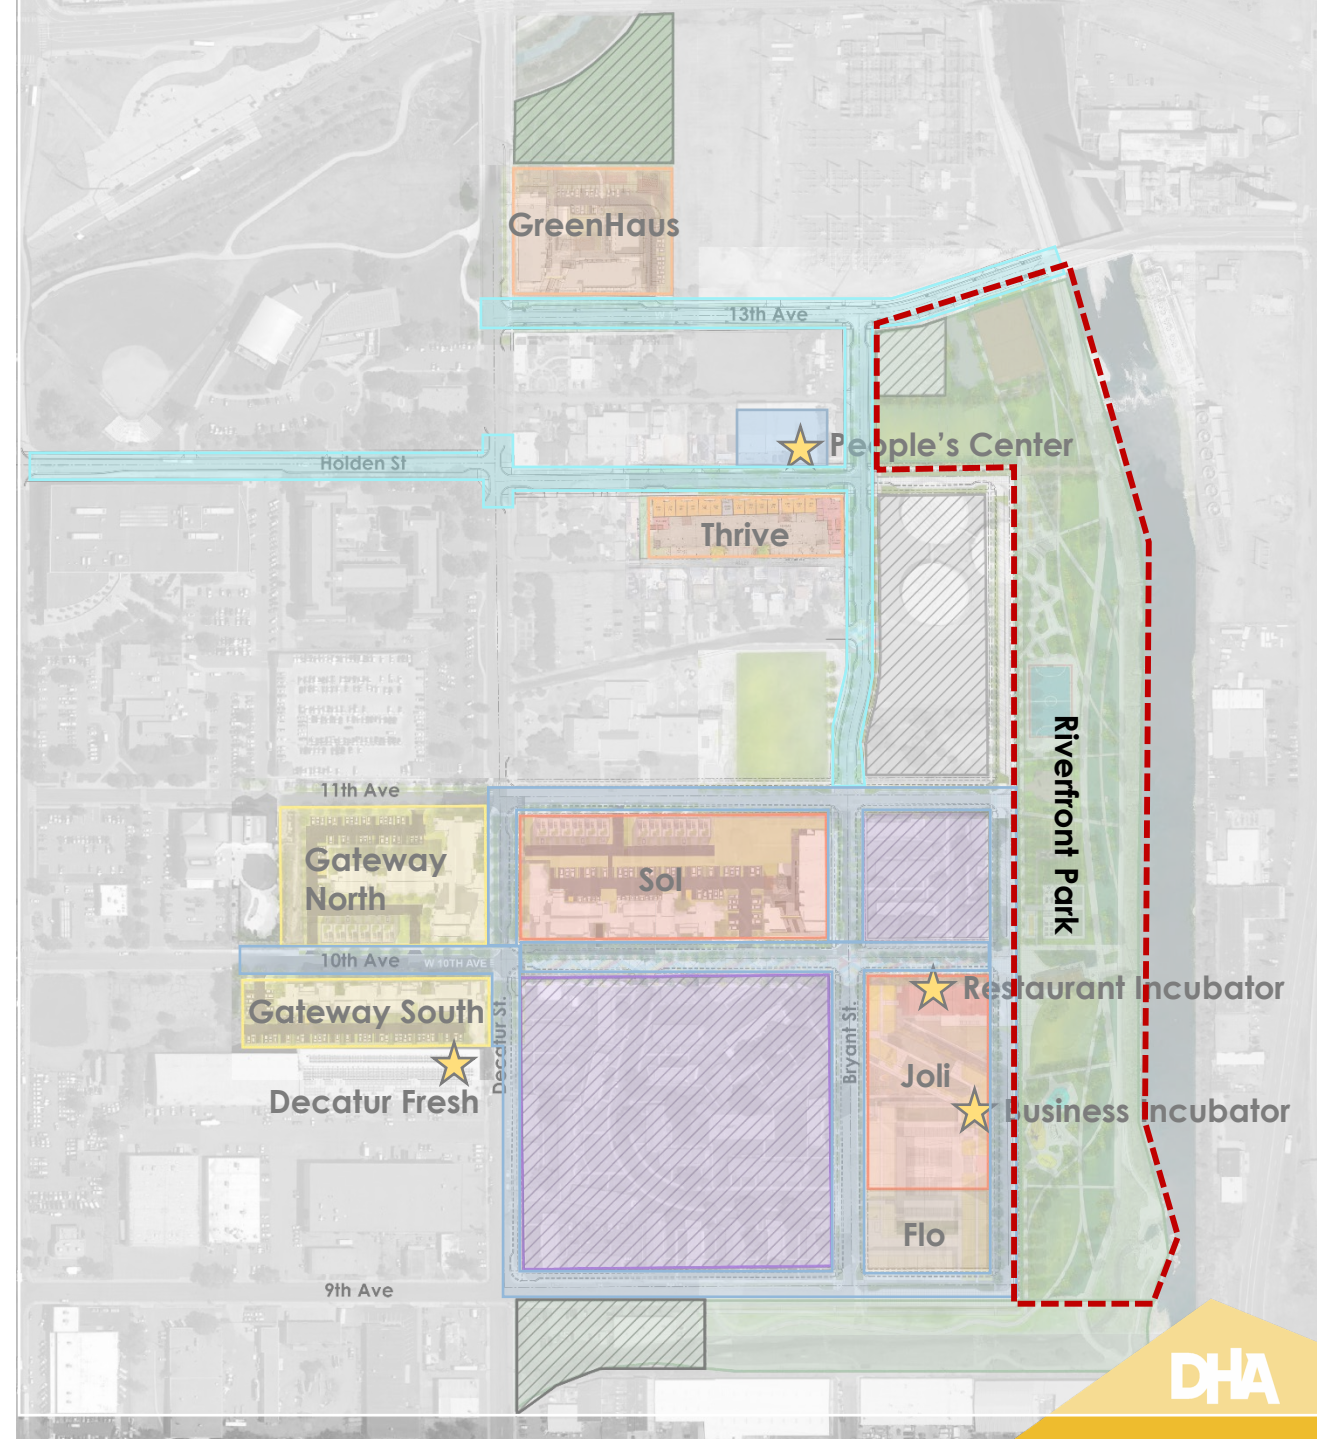 GreenHaus
13th Ave
People's Center
Holden St
Thrive
Riverfront Park
11th Ave
Gateway
North
Sol
10th Ave
W 10TH AVE
Restaurant Incubator
Gateway South
Decatur St.
Bryant St.
Joli
Decatur Fresh
Business Incubator
Flo
9th Ave
DHA